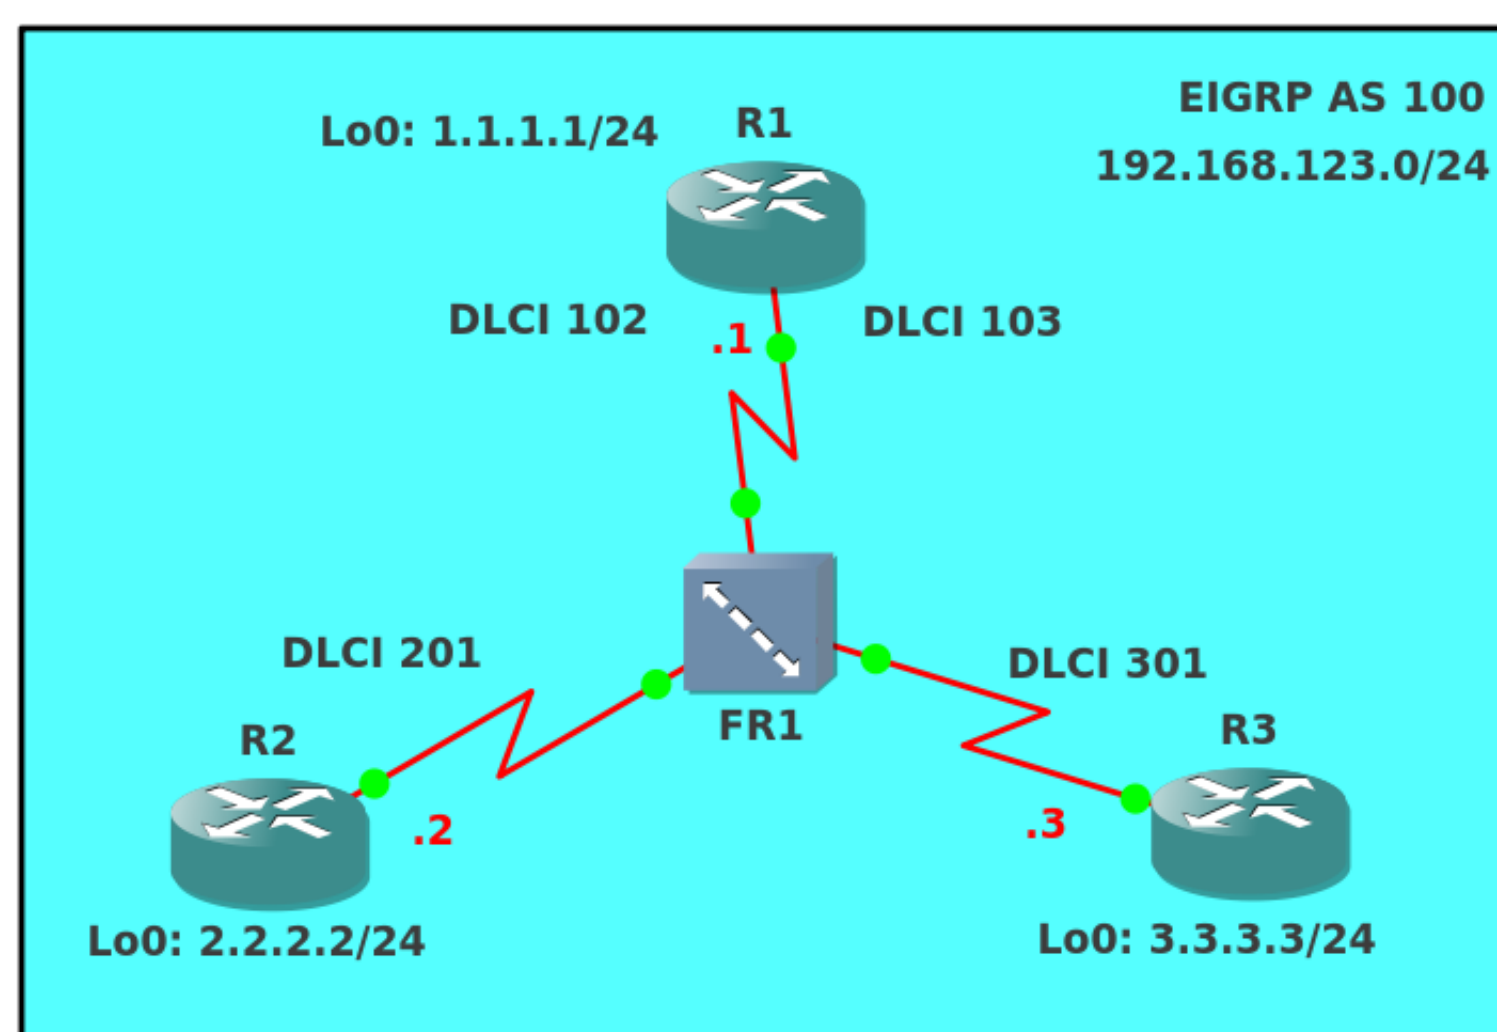 EIGRP AS 100
192.168.123.0/24
Lo0: 1.1.1.1/24
R1
DLCI 102
.1
DLCI 103
DLCI 201
DLCI 301
R2
FR1
R3
.2
.3
Lo0: 2.2.2.2/24
Lo0: 3.3.3.3/24